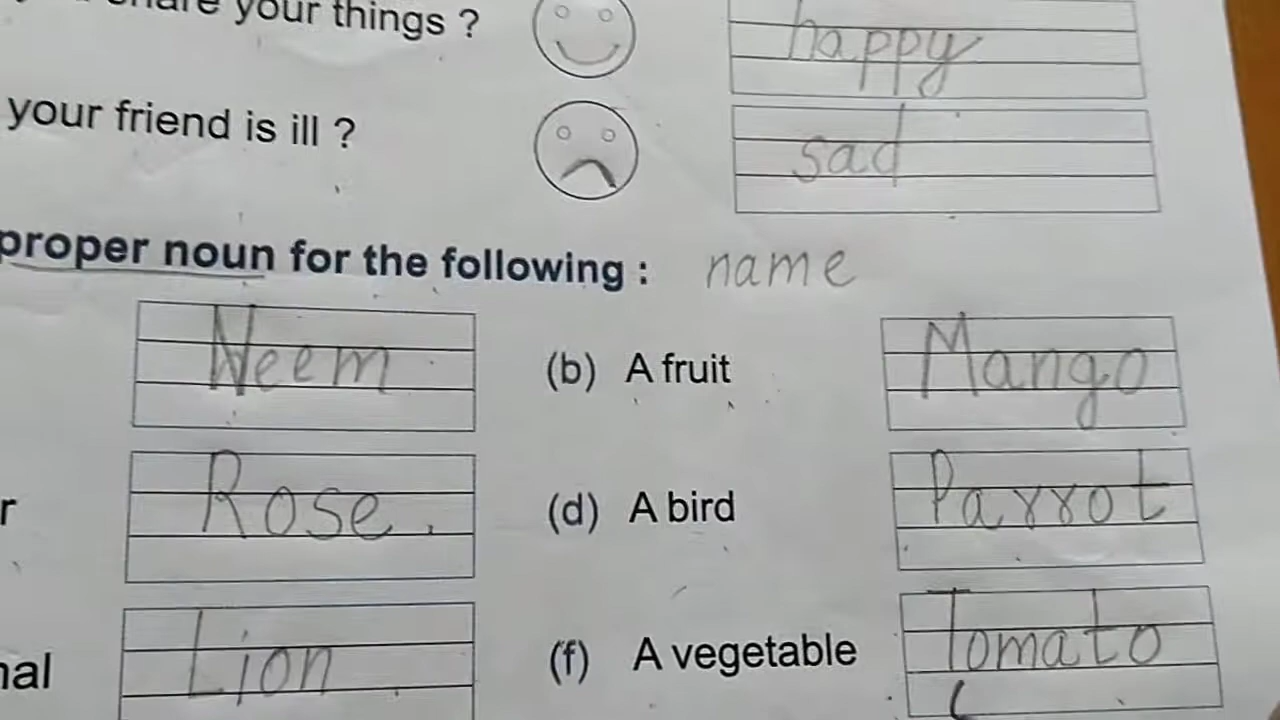 share your things ? happy
your friend is ill ? sad
proper noun for the following : name
Neem (b) A fruit Mango
r Rose. (d) A bird Parrot
nal Lion (f) A vegetable Tomato